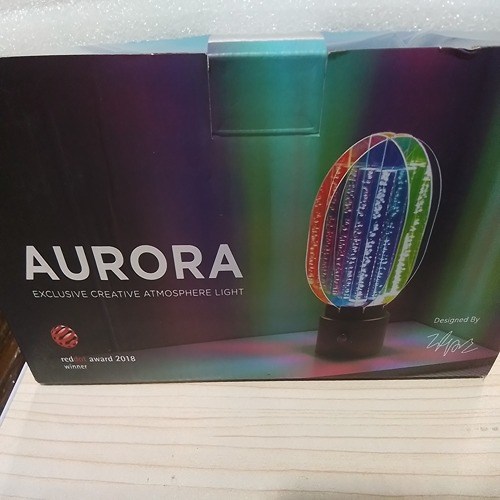 AURORA
EXCLUSIVE CREATIVE ATMOSPHERE LIGHT
reddot award 2018
winner
Designed By